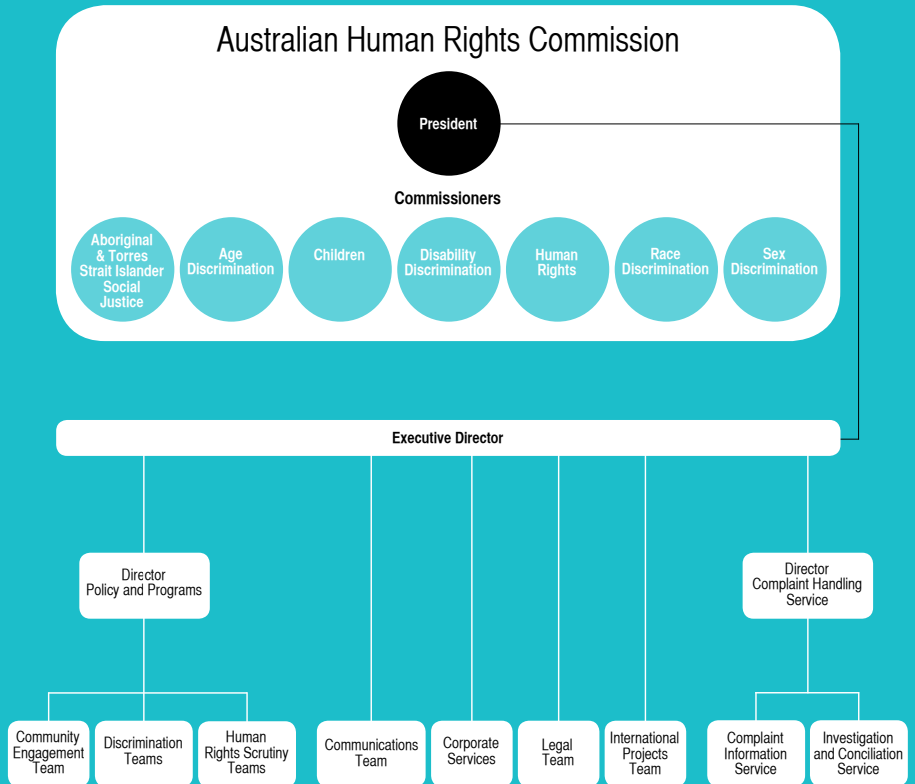 Australian Human Rights Commission
President
Commissioners
Aboriginal
& Torres
Strait Islander
Social
Justice
Age
Discrimination
Children
Disability
Discrimination
Human
Rights
Race
Discrimination
Sex
Discrimination
Executive Director
Director
Policy and Programs
Director
Complaint Handling
Service
Community
Engagement
Team
Discrimination
Teams
Human
Rights Scrutiny
Teams
Communications
Team
Corporate
Services
Legal
Team
International
Projects
Team
Complaint
Information
Service
Investigation
and Conciliation
Service